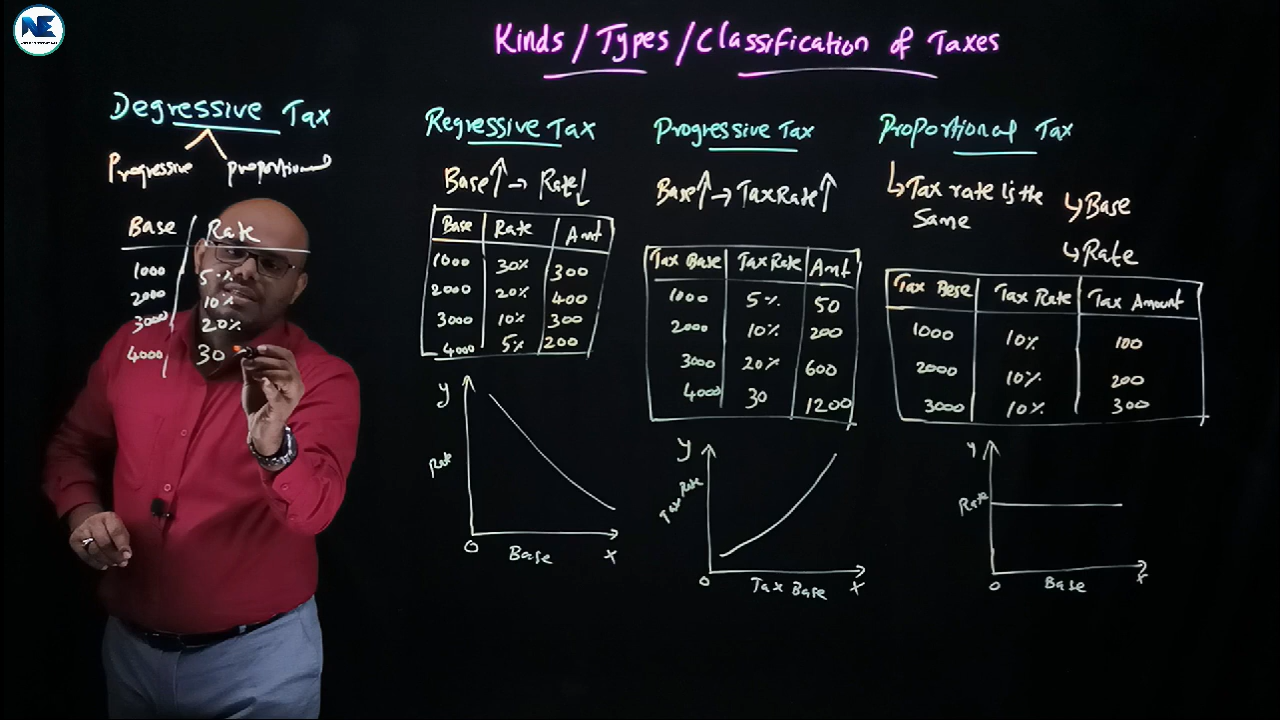 NE
Kinds / Types / Classification of Taxes
Degressive Tax
Progressive proportional
Base Rate
1000 5%
2000 10%
3000 20%
4000 30
Regressive Tax
Base ↑ → Rate ↓
Base Rate Amt
1000 30% 300
2000 20% 400
3000 10% 300
4000 5% 200
y
Rate
0 Base x
Progressive Tax
Base ↑ → Tax Rate ↑
Tax Base Tax Rate Amt
1000 5% 50
2000 10% 200
3000 20% 600
4000 30 1200
y
Tax Rate
0 Tax Base x
Proportional Tax
↳ Tax rate is the
Same
↳ Base
↳ Rate
Tax Base Tax Rate Tax Amount
1000 10% 100
2000 10% 200
3000 10% 300
y
Rate
0 Base x